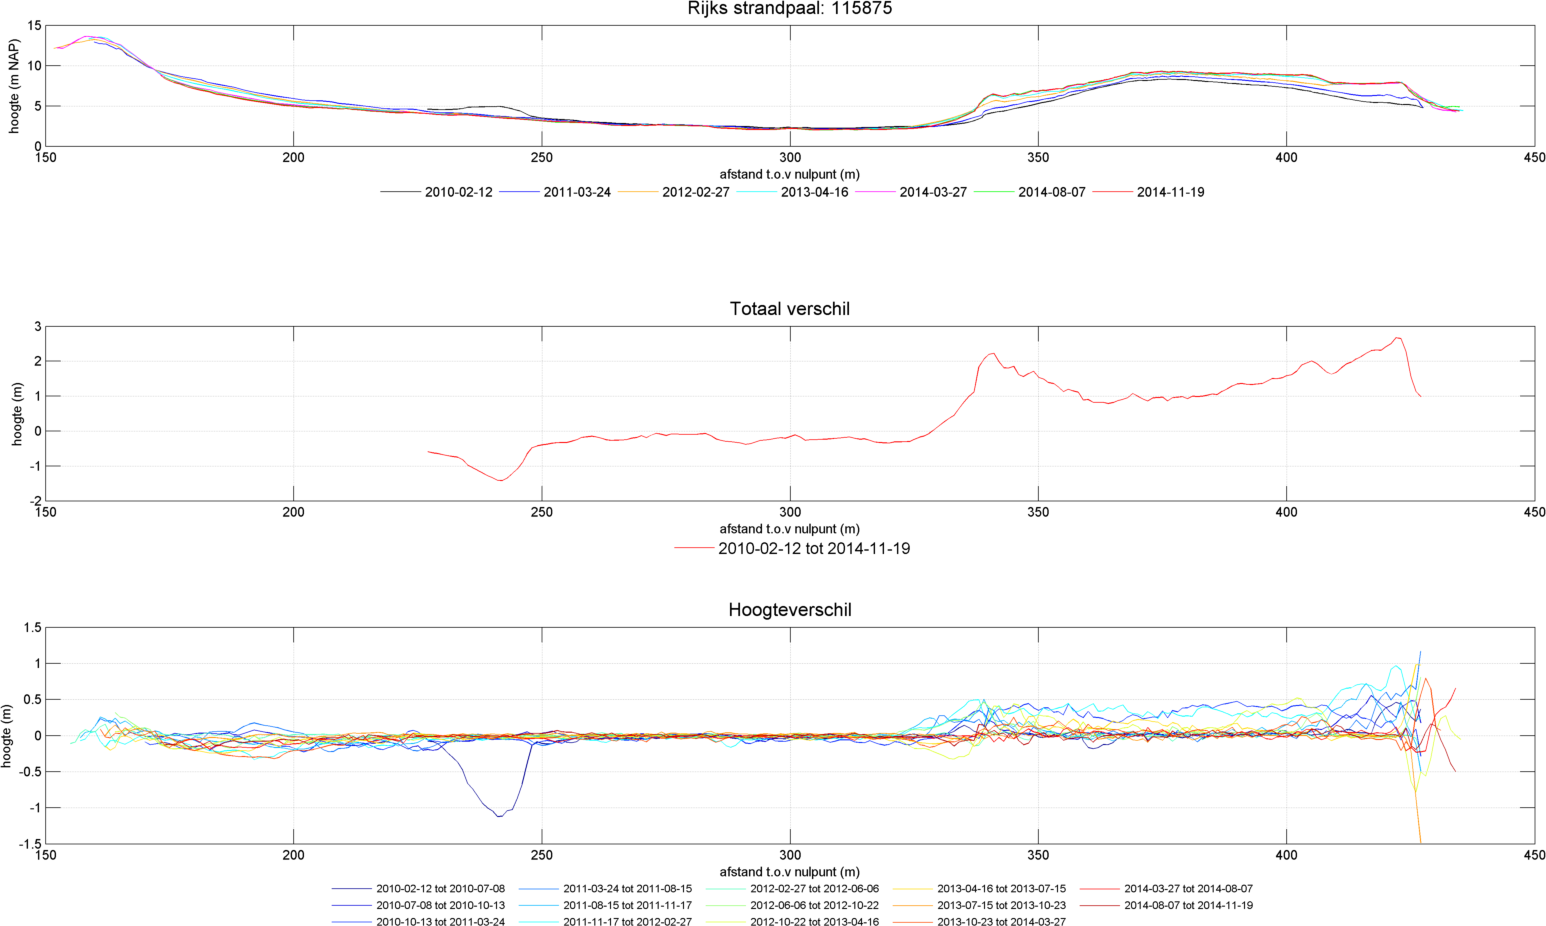 Rijks strandpaal: 115875
hoogte (m NAP)
15
10
5
0
150 200 250 300 350 400 450
afstand t.o.v nulpunt (m)
2010-02-12 2011-03-24 2012-02-27 2013-04-16 2014-03-27 2014-08-07 2014-11-19
Totaal verschil
hoogte (m)
3
2
1
0
-1
-2
150 200 250 300 350 400 450
afstand t.o.v nulpunt (m)
2010-02-12 tot 2014-11-19
Hoogteverschil
hoogte (m)
1.5
1
0.5
0
-0.5
-1
-1.5
150 200 250 300 350 400 450
afstand t.o.v nulpunt (m)
2010-02-12 tot 2010-07-08 2011-03-24 tot 2011-08-15 2012-02-27 tot 2012-06-06 2013-04-16 tot 2013-07-15 2014-03-27 tot 2014-08-07
2010-07-08 tot 2010-10-13 2011-08-15 tot 2011-11-17 2012-06-06 tot 2012-10-22 2013-07-15 tot 2013-10-23 2014-08-07 tot 2014-11-19
2010-10-13 tot 2011-03-24 2011-11-17 tot 2012-02-27 2012-10-22 tot 2013-04-16 2013-10-23 tot 2014-03-27